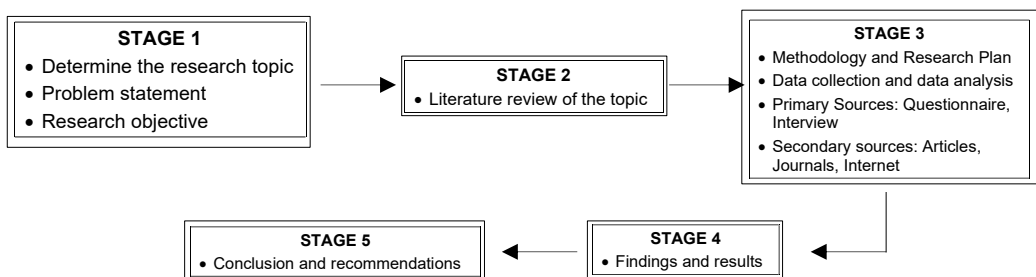 STAGE 1
• Determine the research topic
• Problem statement
• Research objective
STAGE 2
• Literature review of the topic
STAGE 3
• Methodology and Research Plan
• Data collection and data analysis
• Primary Sources: Questionnaire,
Interview
• Secondary sources: Articles,
Journals, Internet
STAGE 4
• Findings and results
STAGE 5
• Conclusion and recommendations